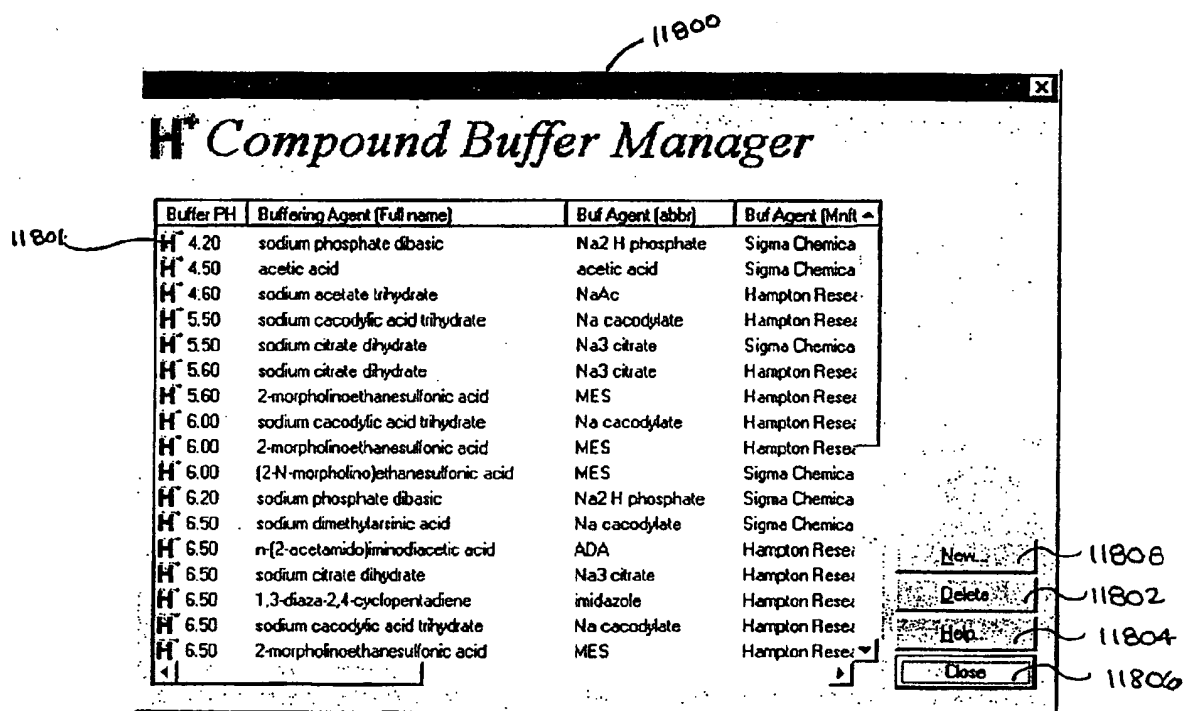 11800
H+ Compound Buffer Manager
Buffer PH Buffering Agent (Full name) Buf Agent (abbr) Buf Agent (Mnft
H+ 4.20 sodium phosphate dibasic Na2 H phosphate Sigma Chemica
H+ 4.50 acetic acid acetic acid Sigma Chemica
H+ 4.60 sodium acetate trihydrate NaAc Hampton Resea
H+ 5.50 sodium cacodylic acid trihydrate Na cacodylate Hampton Resea
H+ 5.50 sodium citrate dihydrate Na3 citrate Sigma Chemica
H+ 5.60 sodium citrate dihydrate Na3 citrate Hampton Resea
H+ 5.60 2-morpholinoethanesulfonic acid MES Hampton Resea
H+ 6.00 sodium cacodylic acid trihydrate Na cacodylate Hampton Resea
H+ 6.00 2-morpholinoethanesulfonic acid MES Hampton Resea
H+ 6.00 (2-N-morpholino)ethanesulfonic acid MES Sigma Chemica
H+ 6.20 sodium phosphate dibasic Na2 H phosphate Sigma Chemica
H+ 6.50 sodium dimethylarsinic acid Na cacodylate Sigma Chemica
H+ 6.50 n-(2-acetamido)iminodiacetic acid ADA Hampton Resea
H+ 6.50 sodium citrate dihydrate Na3 citrate Hampton Resea
H+ 6.50 1,3-diaza-2,4-cyclopentadiene imidazole Hampton Resea
H+ 6.50 sodium cacodylic acid trihydrate Na cacodylate Hampton Resea
H+ 6.50 2-morpholinoethanesulfonic acid MES Hampton Resea
New... 11808
Delete 11802
Help... 11804
Close 11806